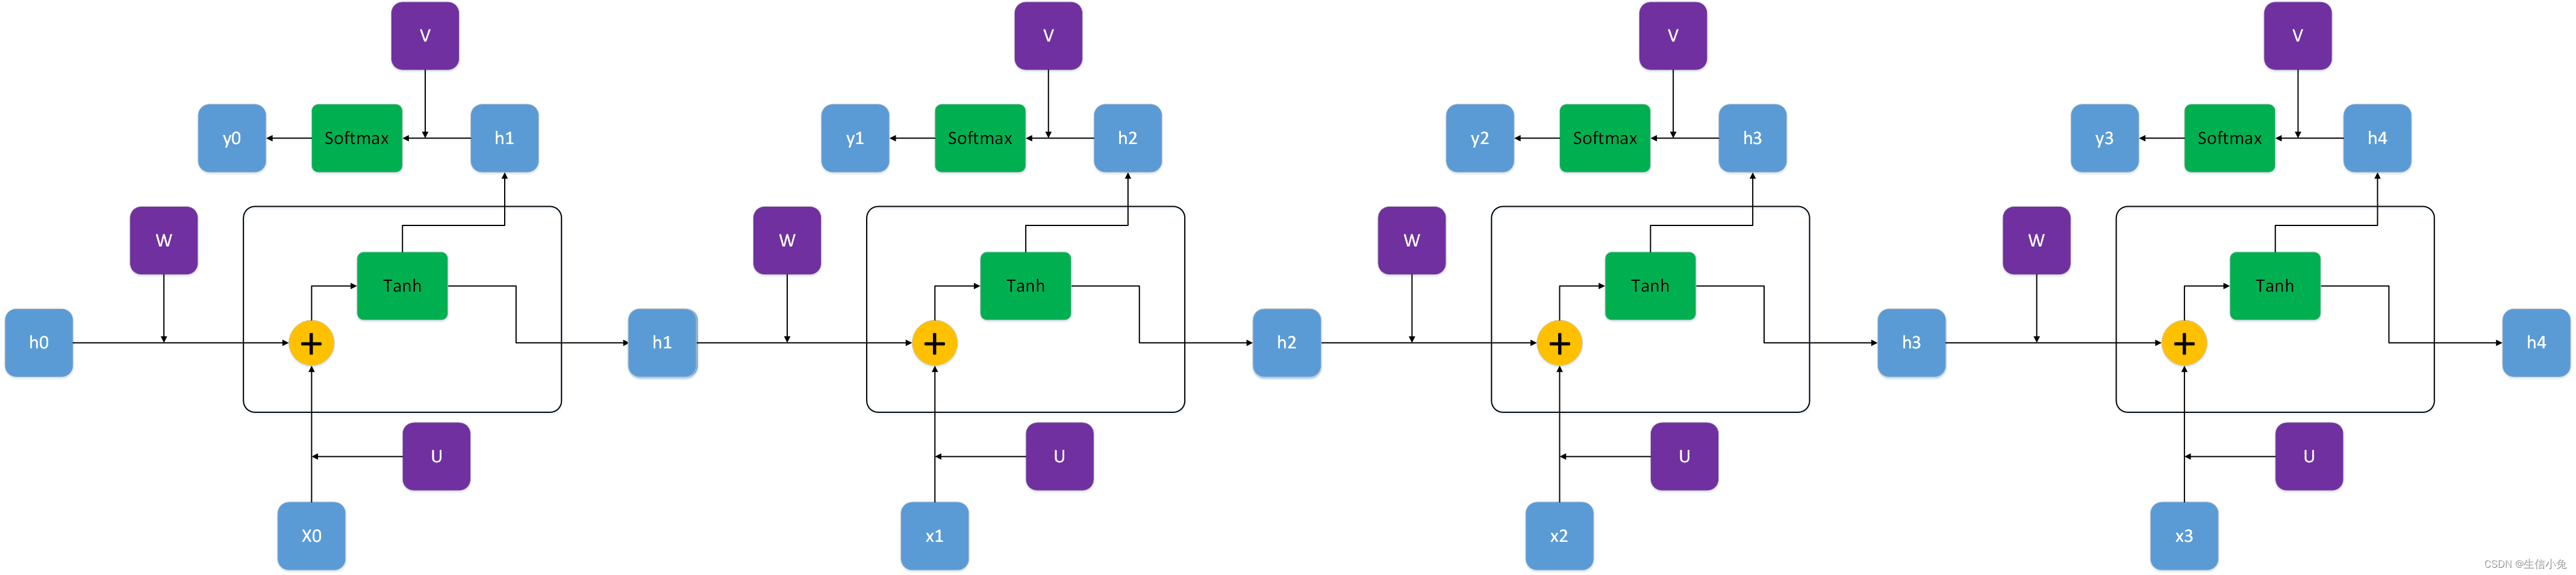 V
V
V
V
y0
Softmax
h1
y1
Softmax
h2
y2
Softmax
h3
y3
Softmax
h4
W
W
W
W
Tanh
Tanh
Tanh
Tanh
h0
+
h1
+
h2
+
h3
+
h4
U
U
U
U
X0
x1
x2
x3
CSDN @生信小兔